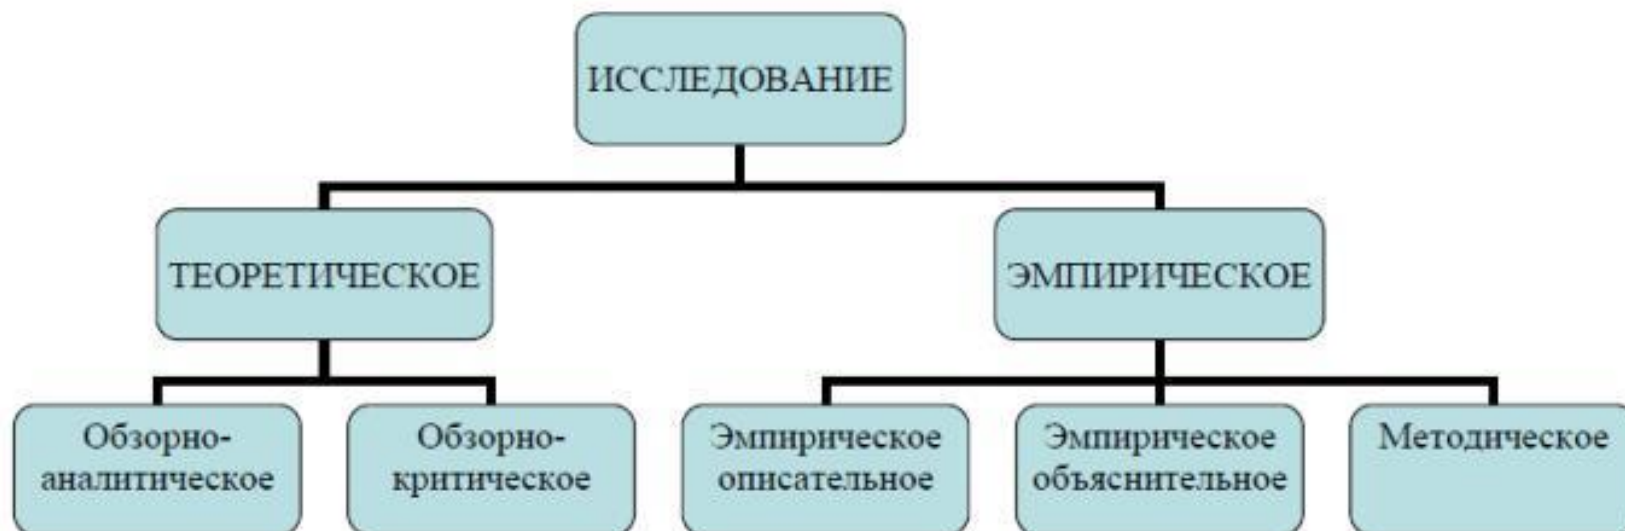 ИССЛЕДОВАНИЕ
ТЕОРЕТИЧЕСКОЕ
ЭМПИРИЧЕСКОЕ
Обзорно-
аналитическое
Обзорно-
критическое
Эмпирическое
описательное
Эмпирическое
объяснительное
Методическое